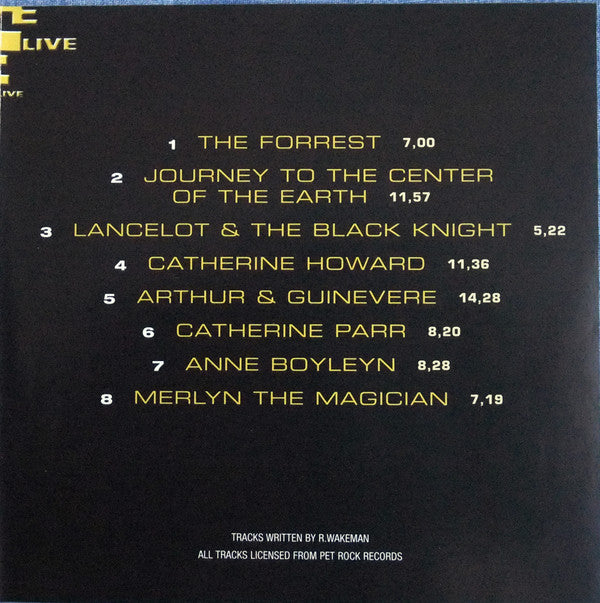 LIVE
IVE
1 THE FORREST 7,00
2 JOURNEY TO THE CENTER
OF THE EARTH 11,57
3 LANCELOT & THE BLACK KNIGHT 5,22
4 CATHERINE HOWARD 11,36
5 ARTHUR & GUINEVERE 14,28
6 CATHERINE PARR 8,20
7 ANNE BOYLEYN 8,28
8 MERLYN THE MAGICIAN 7,19
TRACKS WRITTEN BY R.WAKEMAN
ALL TRACKS LICENSED FROM PET ROCK RECORDS